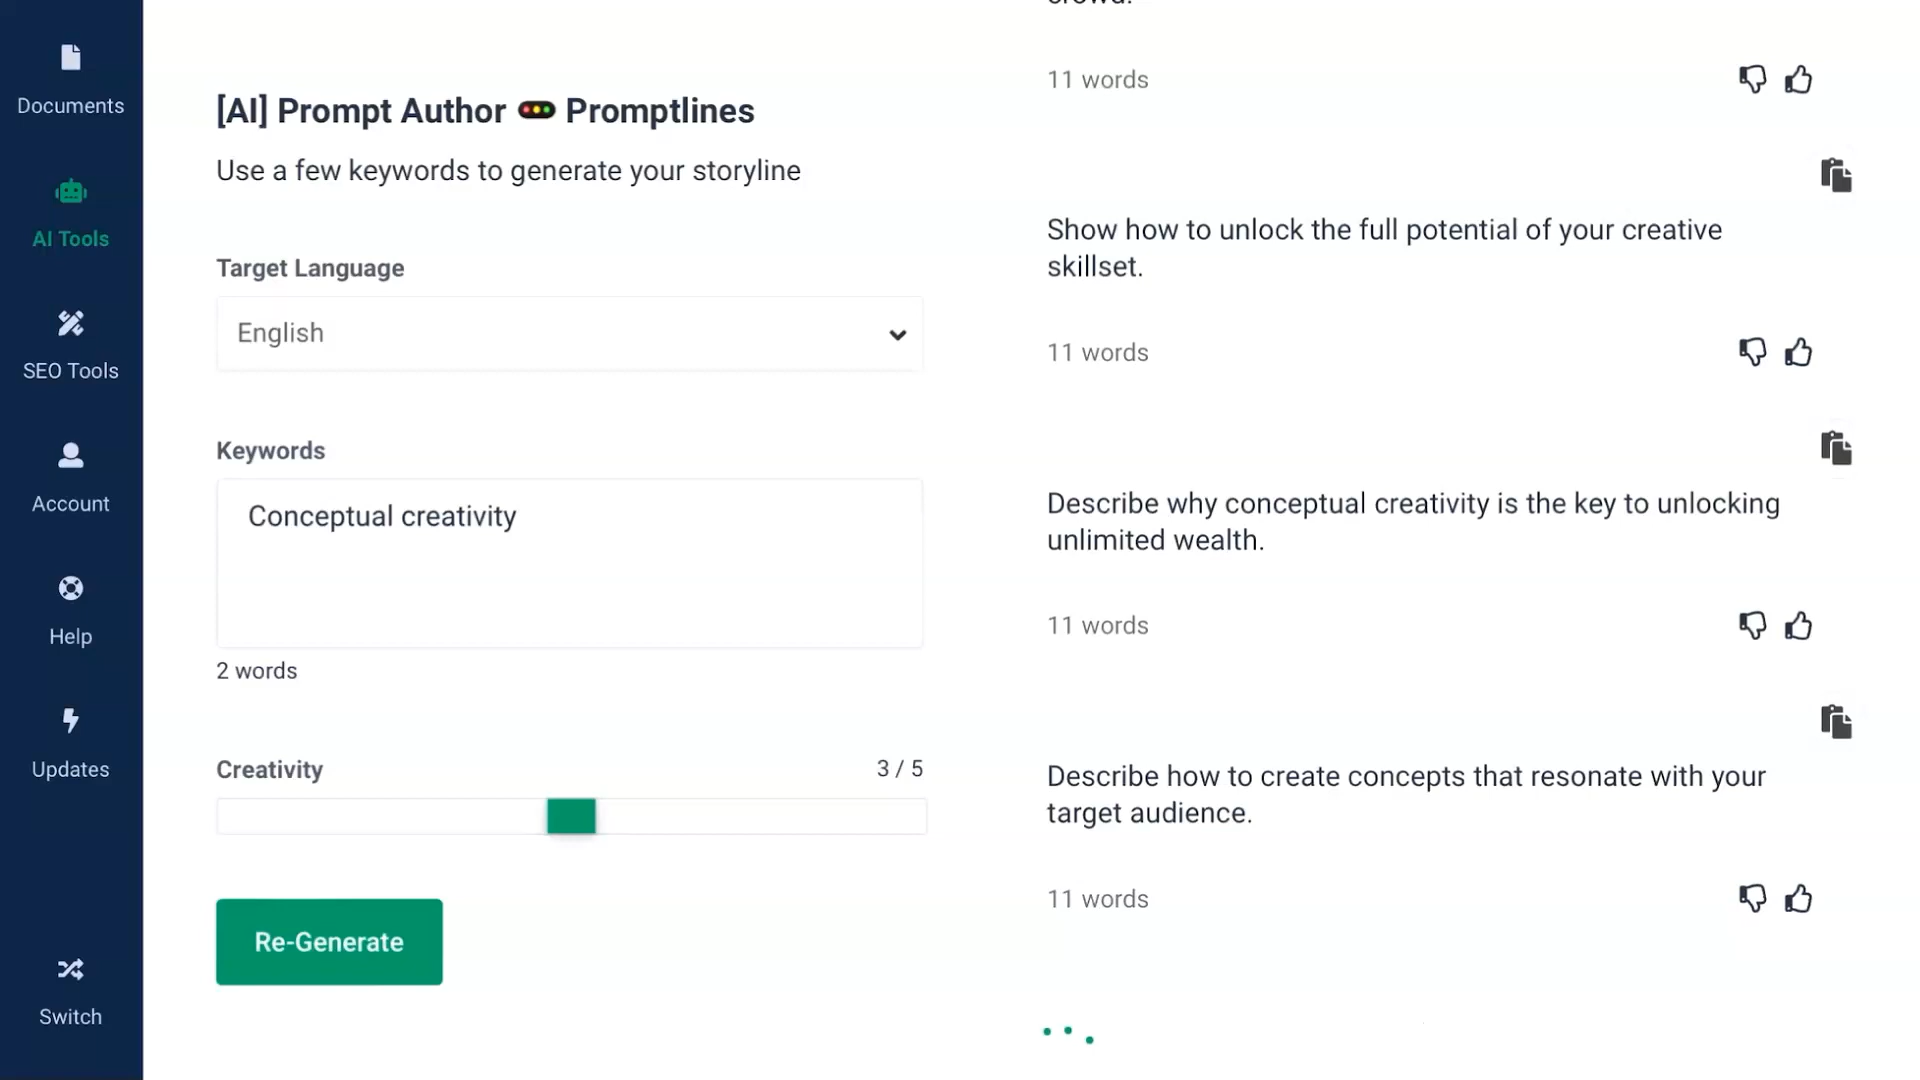 Documents
AI Tools
SEO Tools
Account
Help
Updates
Switch
[AI] Prompt Author 🚥 Promptlines
Use a few keywords to generate your storyline
Target Language
English
Keywords
Conceptual creativity
2 words
Creativity
3 / 5
Re-Generate
crowd.
11 words
Show how to unlock the full potential of your creative
skillset.
11 words
Describe why conceptual creativity is the key to unlocking
unlimited wealth.
11 words
Describe how to create concepts that resonate with your
target audience.
11 words